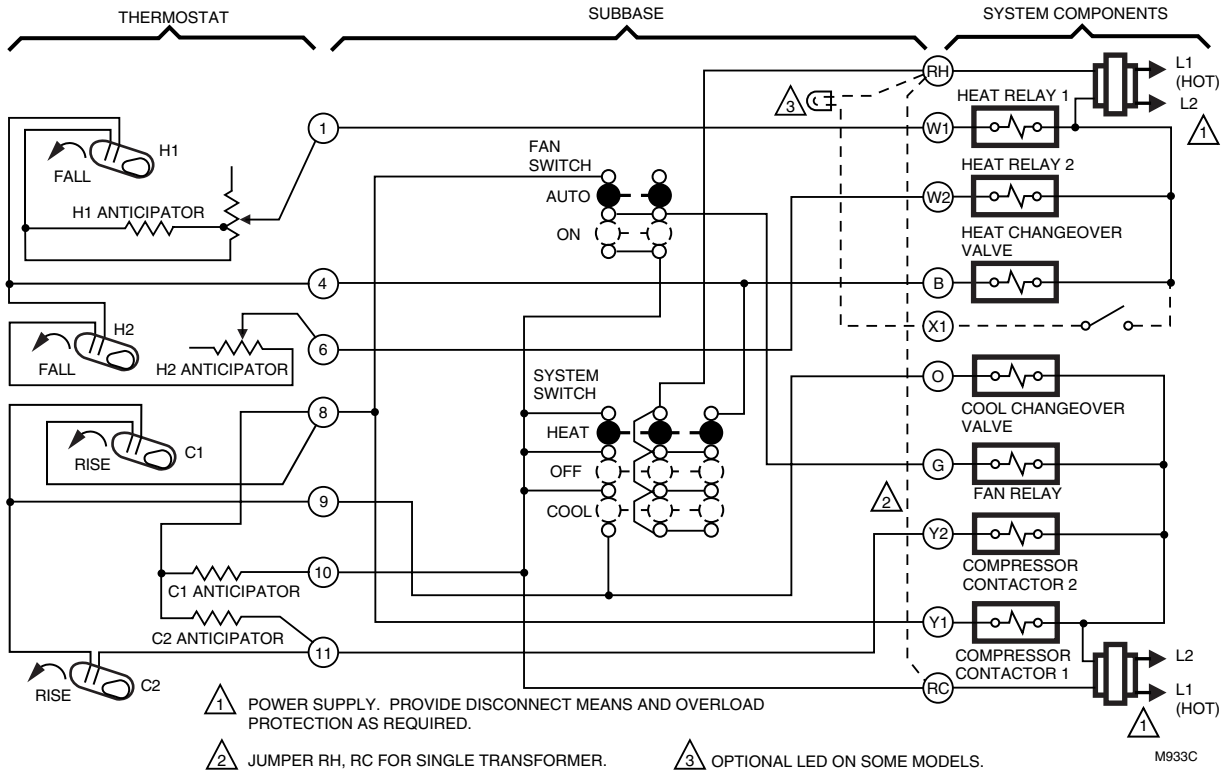 THERMOSTAT
SUBBASE
SYSTEM COMPONENTS
RH
L1
(HOT)
L2
1
3
HEAT RELAY 1
1
W1
H1
FALL
FAN
SWITCH
AUTO
ON
HEAT RELAY 2
W2
H1 ANTICIPATOR
HEAT CHANGEOVER
VALVE
4
B
H2
FALL
H2 ANTICIPATOR
6
X1
SYSTEM
SWITCH
HEAT
OFF
COOL
O
COOL CHANGEOVER
VALVE
8
C1
RISE
G
FAN RELAY
2
9
Y2
COMPRESSOR
CONTACTOR 2
10
C1 ANTICIPATOR
C2 ANTICIPATOR
Y1
COMPRESSOR
CONTACTOR 1
11
L2
L1
(HOT)
1
RC
C2
RISE
1 POWER SUPPLY. PROVIDE DISCONNECT MEANS AND OVERLOAD
PROTECTION AS REQUIRED.
2 JUMPER RH, RC FOR SINGLE TRANSFORMER.
3 OPTIONAL LED ON SOME MODELS.
M933C